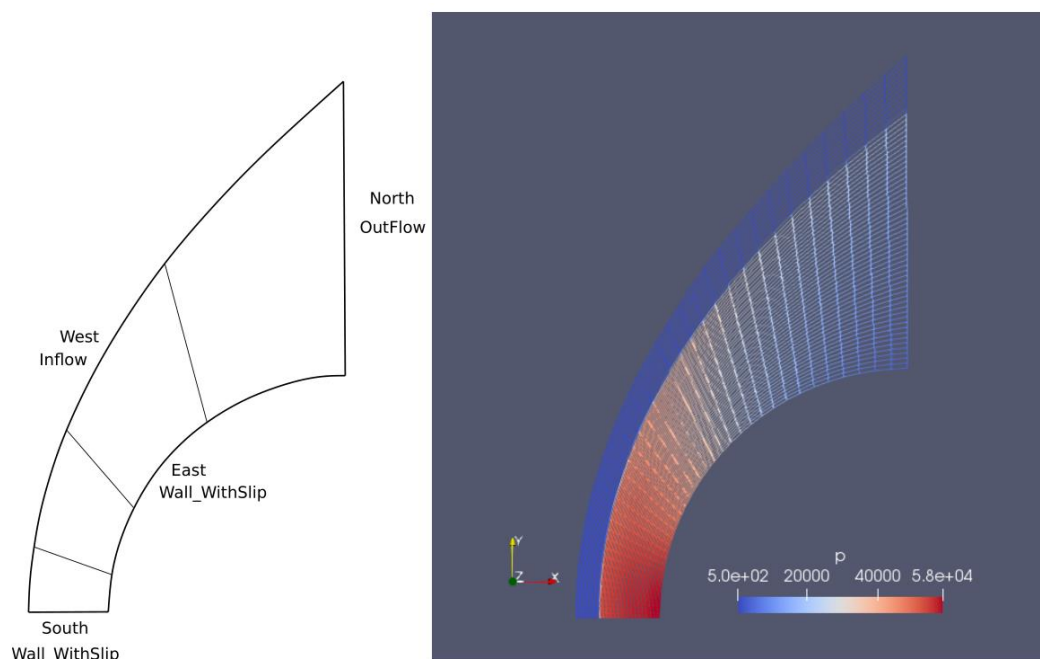 North
OutFlow
West
Inflow
East
Wall_WithSlip
South
Wall_WithSlip
Y
Z
X
p
5.0e+02 20000 40000 5.8e+04